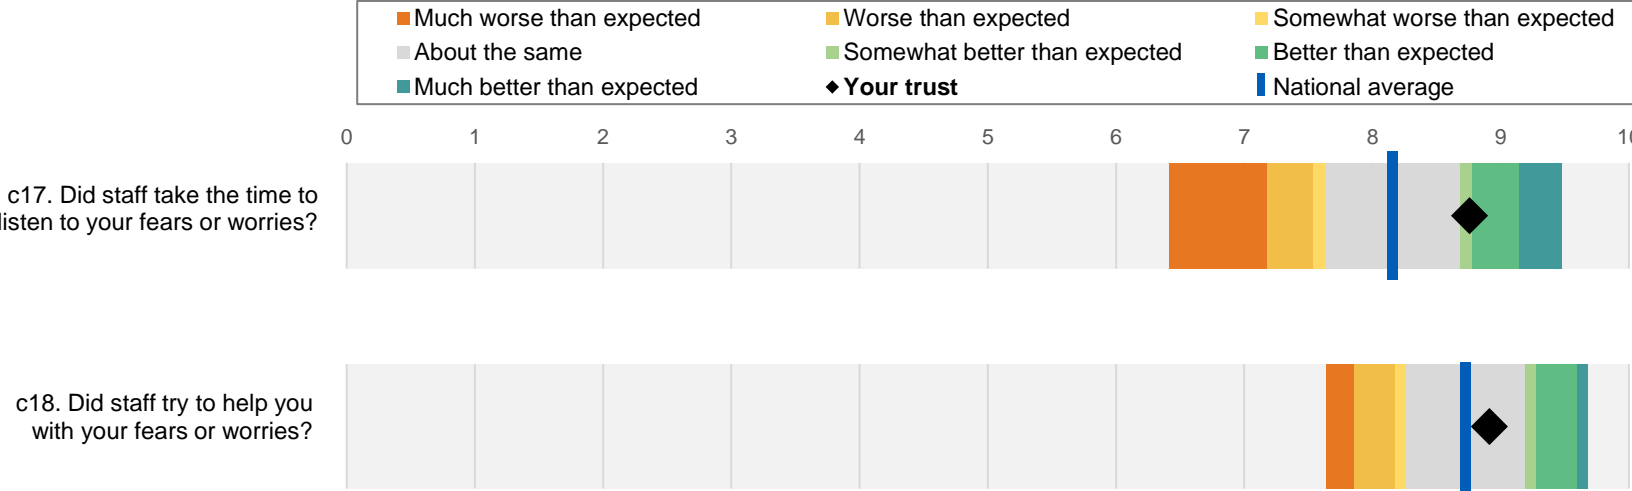 Much worse than expected
Worse than expected
Somewhat worse than expected
About the same
Somewhat better than expected
Better than expected
Much better than expected
Your trust
National average
0 1 2 3 4 5 6 7 8 9 10
c17. Did staff take the time to
listen to your fears or worries?
c18. Did staff try to help you
with your fears or worries?